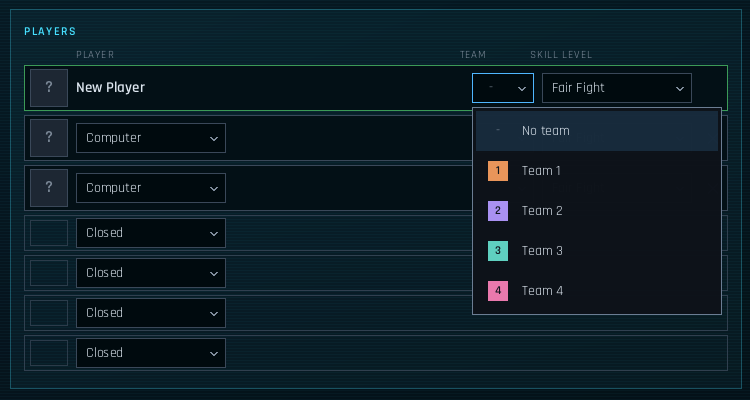 PLAYERS
PLAYER TEAM SKILL LEVEL
? New Player - Fair Fight
? Computer
- No team
1 Team 1
? Computer
2 Team 2
Closed
3 Team 3
Closed
4 Team 4
Closed
Closed